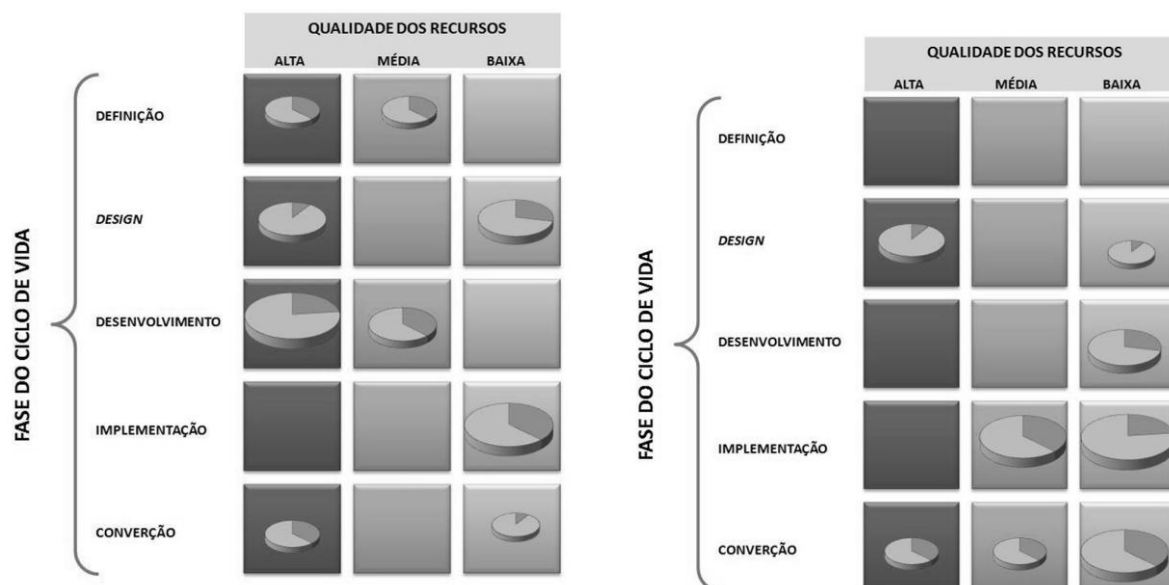 QUALIDADE DOS RECURSOS
ALTA MÉDIA BAIXA
FASE DO CICLO DE VIDA
DEFINIÇÃO
DESIGN
DESENVOLVIMENTO
IMPLEMENTAÇÃO
CONVERÇÃO
QUALIDADE DOS RECURSOS
ALTA MÉDIA BAIXA
FASE DO CICLO DE VIDA
DEFINIÇÃO
DESIGN
DESENVOLVIMENTO
IMPLEMENTAÇÃO
CONVERÇÃO